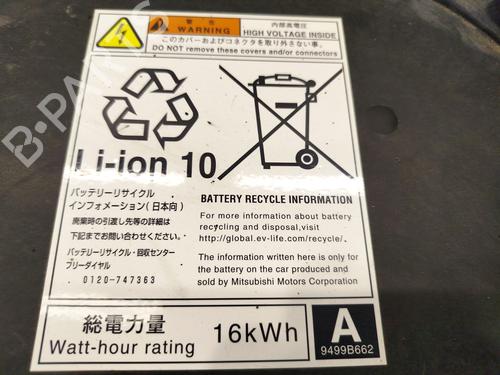 警告
WARNING
内部高電圧
HIGH VOLTAGE INSIDE
このカバーおよびコネクタを取り外さない事。
DO NOT remove these covers and/or connectors
Li-ion 10
バッテリーリサイクル
インフォメーション(日本向)
廃棄時の引渡し先等の詳細は
下記までお問い合わせください。
バッテリーリサイクル・回収センター
フリーダイヤル
0120-747363
BATTERY RECYCLE INFORMATION
For more information about battery
recycling and disposal,visit
http://global.ev-life.com/recycle/.
The information written here is only for
the battery on the car produced and
sold by Mitsubishi Motors Corporation
総電力量
Watt-hour rating
16kWh
A
9499B662
B-PARTS